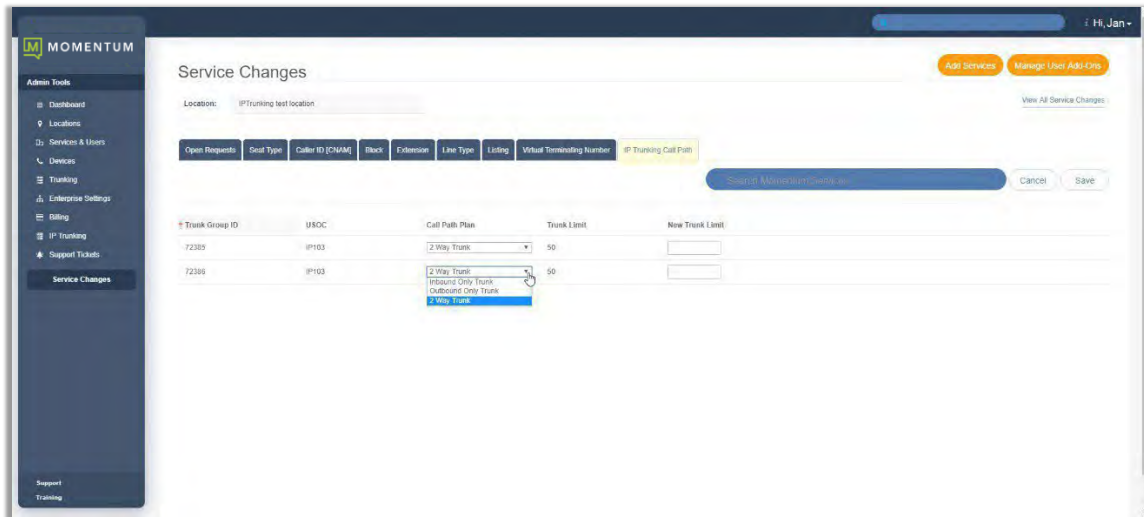 Hi, Jan
M MOMENTUM
Admin Tools
Dashboard
Locations
Services & Users
Devices
Trunking
Enterprise Settings
Billing
IP Trunking
Support Tickets
Service Changes
Support
Training
Service Changes
Add Services Manage User Add-Ons
Location: IPTrunking test location
View All Service Changes
Open Requests Seat Type Caller ID [CNAM] Block Extension Line Type Listing Virtual Terminating Number IP Trunking Call Path
Search
Cancel Save
Trunk Group ID USOC Call Path Plan Trunk Limit New Trunk Limit
72385 IP103 2 Way Trunk 50
72386 IP103 2 Way Trunk 50
Inbound Only Trunk
Outbound Only Trunk
2 Way Trunk